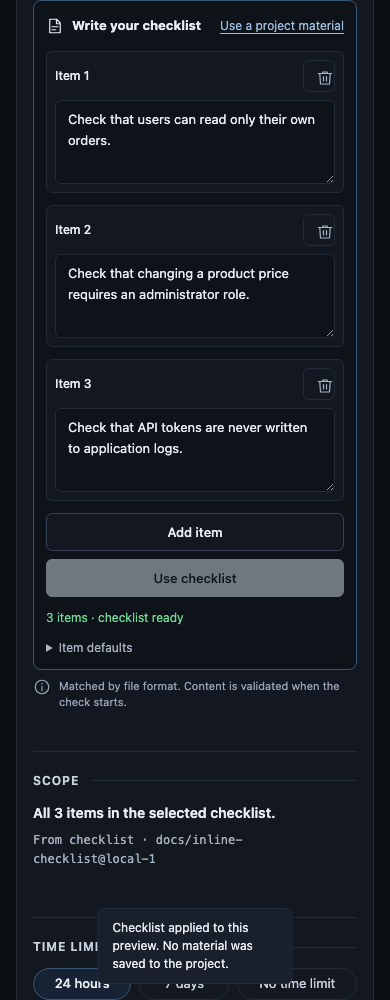 Write your checklist Use a project material
Item 1
Check that users can read only their own
orders.
Item 2
Check that changing a product price
requires an administrator role.
Item 3
Check that API tokens are never written
to application logs.
Add item
Use checklist
3 items · checklist ready
Item defaults
Matched by file format. Content is validated when the
check starts.
SCOPE
All 3 items in the selected checklist.
From checklist · docs/inline-
checklist@local-1
Checklist applied to this
preview. No material was
saved to the project.
24 hours 7 days No time limit